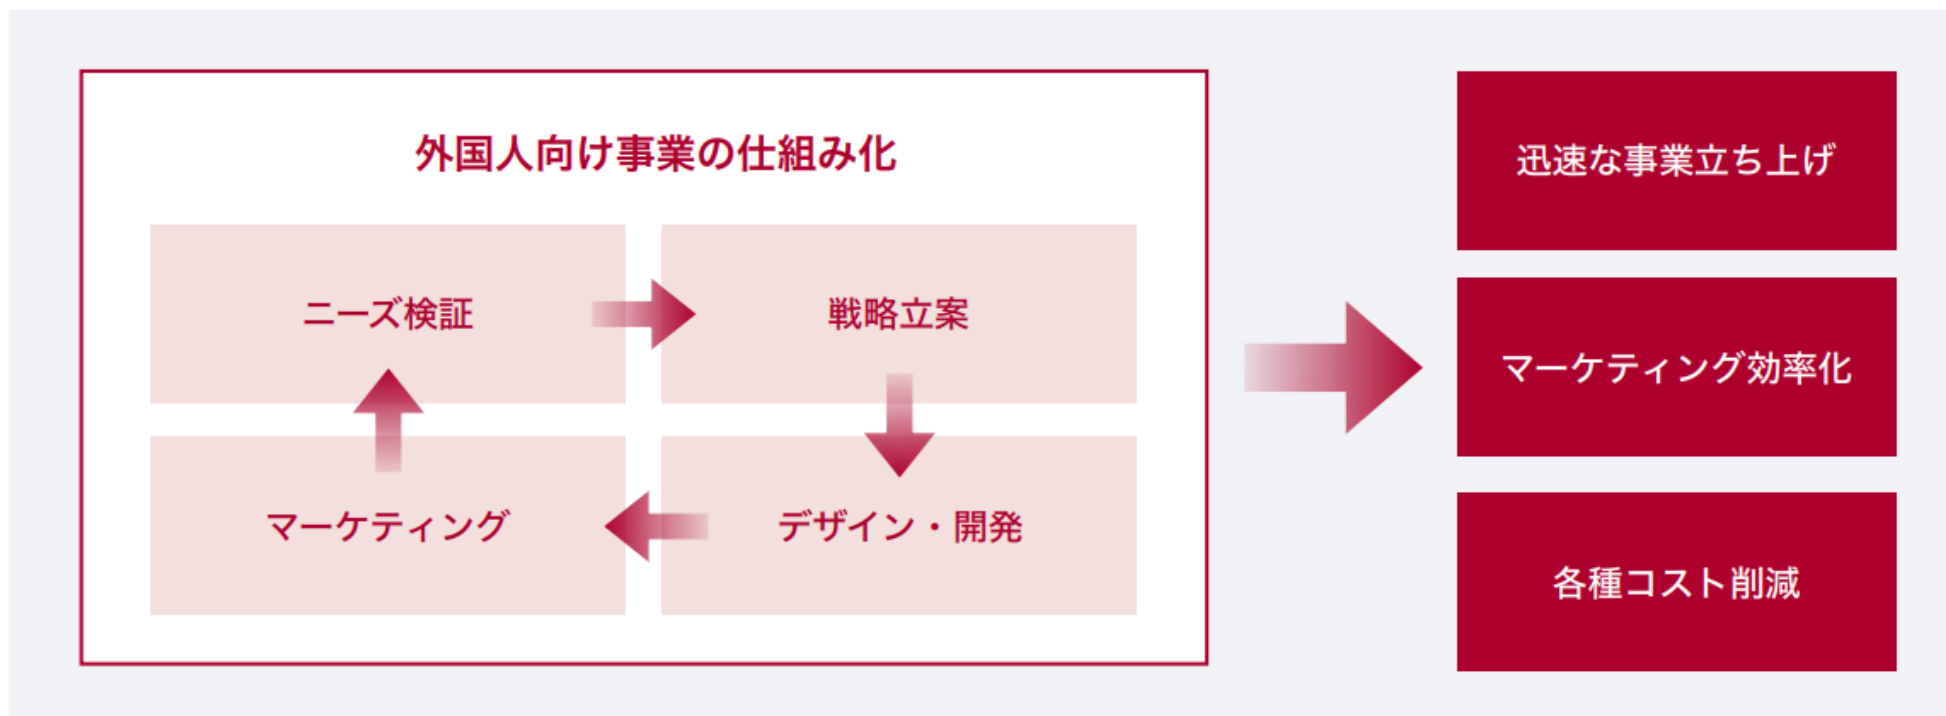 外国人向け事業の仕組み化
ニーズ検証
戦略立案
マーケティング
デザイン・開発
迅速な事業立ち上げ
マーケティング効率化
各種コスト削減